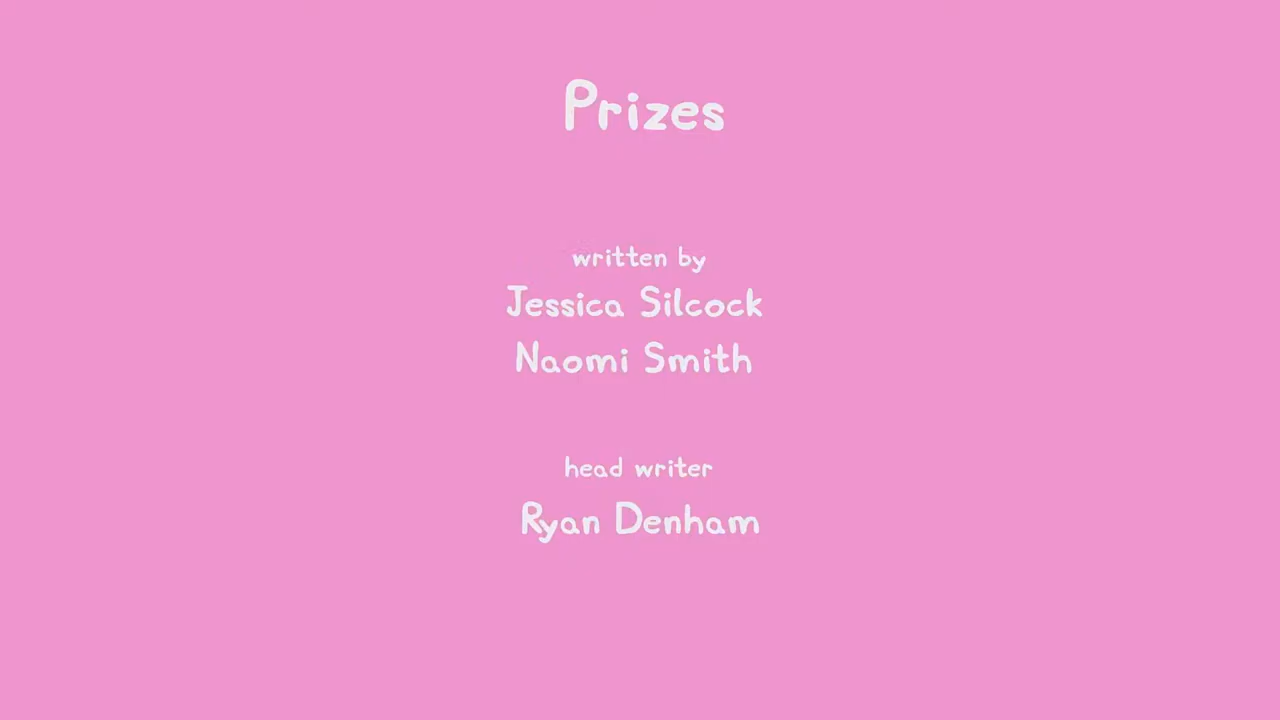 Prizes
written by
Jessica Silcock
Naomi Smith
head writer
Ryan Denham